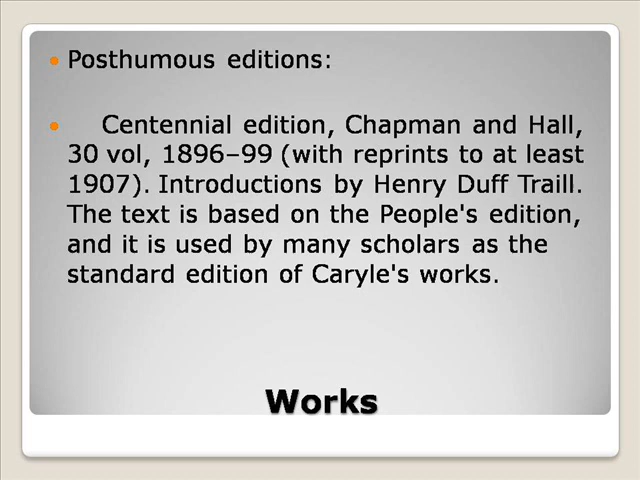 Posthumous editions:
Centennial edition, Chapman and Hall,
30 vol, 1896–99 (with reprints to at least
1907). Introductions by Henry Duff Traill.
The text is based on the People's edition,
and it is used by many scholars as the
standard edition of Caryle's works.
Works